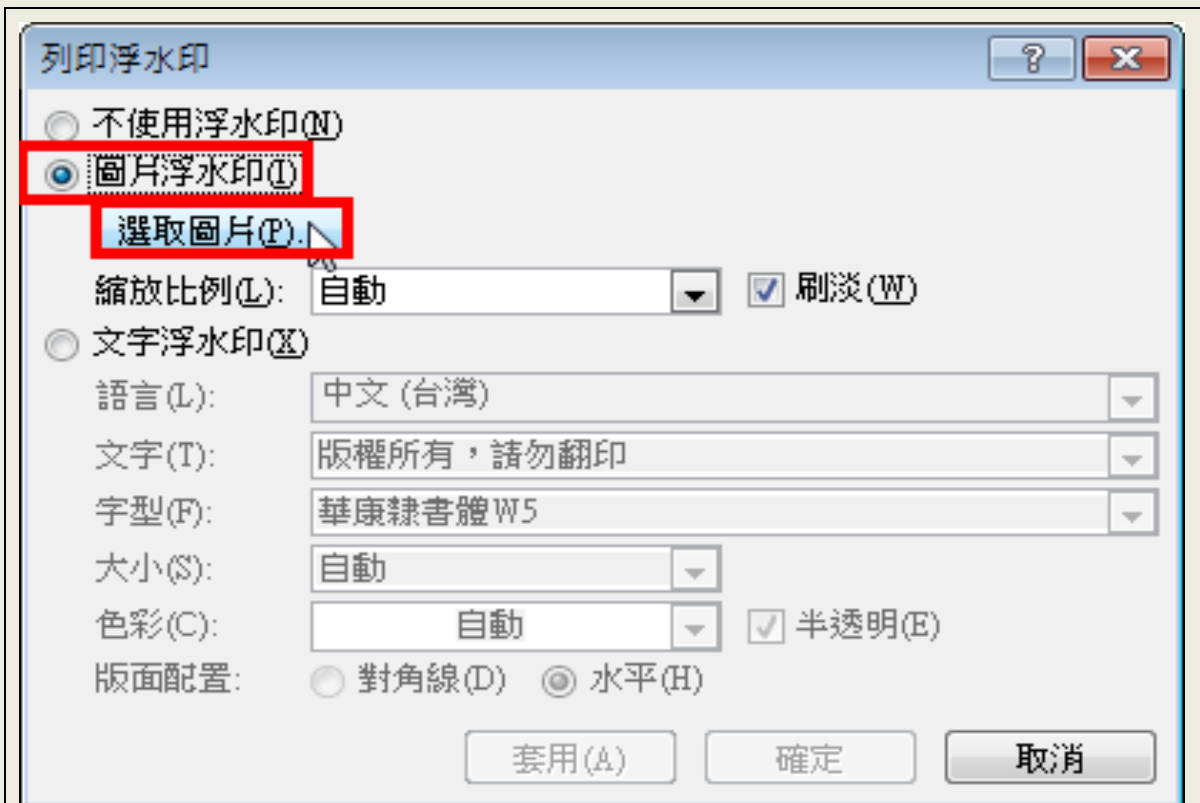 列印浮水印
不使用浮水印(N)
圖片浮水印(I)
選取圖片(P).
縮放比例(L): 自動 刷淡(W)
文字浮水印(X)
語言(L): 中文 (台灣)
文字(T): 版權所有，請勿翻印
字型(F): 華康隸書體W5
大小(S): 自動
色彩(C): 自動 半透明(E)
版面配置: 對角線(D) 水平(H)
套用(A) 確定 取消